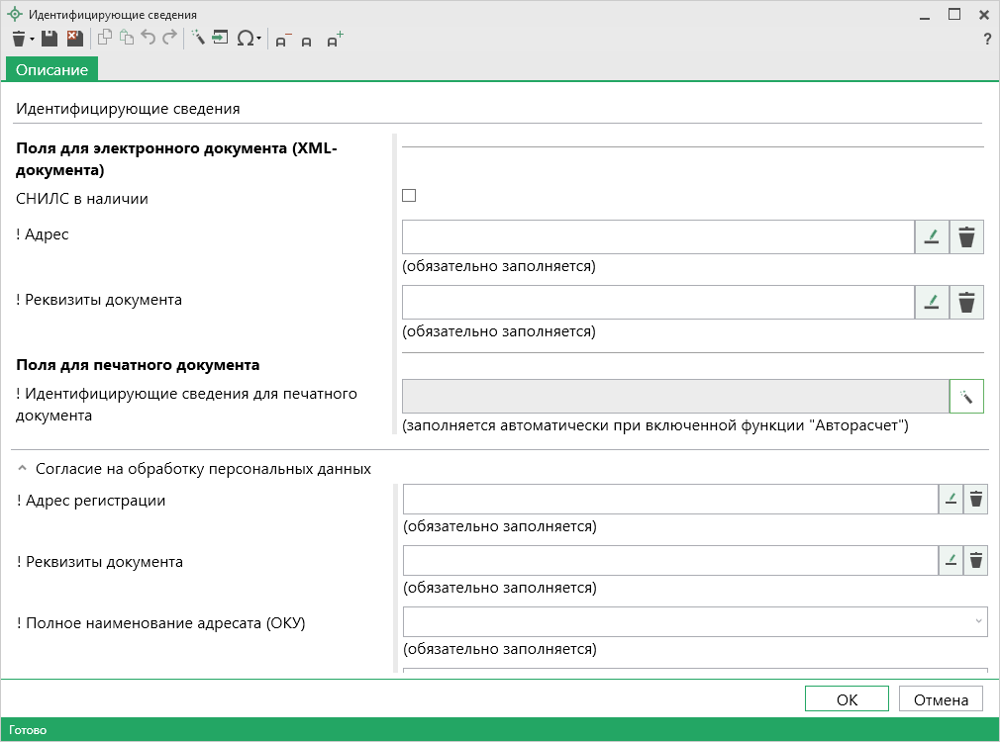 Идентифицирующие сведения
?
Описание
Идентифицирующие сведения
Поля для электронного документа (XML-
документа)
СНИЛС в наличии
! Адрес
(обязательно заполняется)
! Реквизиты документа
(обязательно заполняется)
Поля для печатного документа
! Идентифицирующие сведения для печатного
документа
(заполняется автоматически при включенной функции "Авторасчет")
Согласие на обработку персональных данных
! Адрес регистрации
(обязательно заполняется)
! Реквизиты документа
(обязательно заполняется)
! Полное наименование адресата (ОКУ)
(обязательно заполняется)
ОК
Отмена
Готово